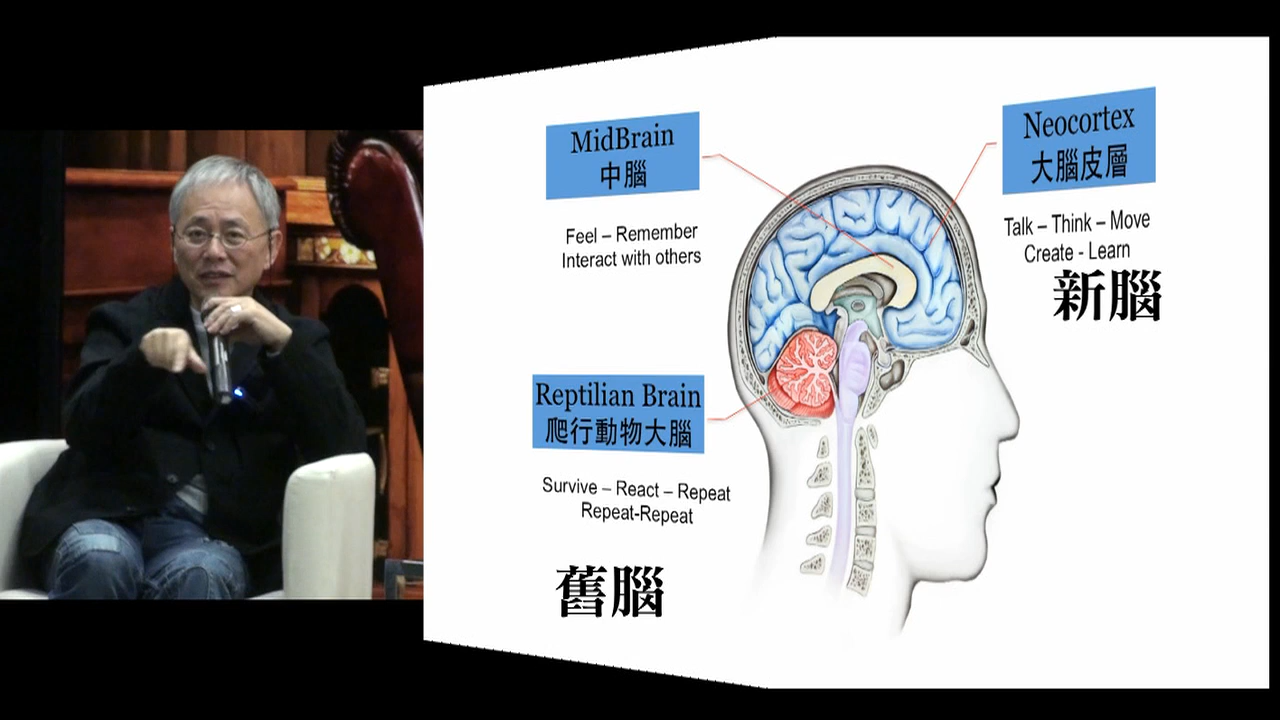 MidBrain
中腦
Feel – Remember
Interact with others
Neocortex
大腦皮層
Talk – Think – Move
Create - Learn
新腦
Reptilian Brain
爬行動物大腦
Survive – React – Repeat
Repeat-Repeat
舊腦